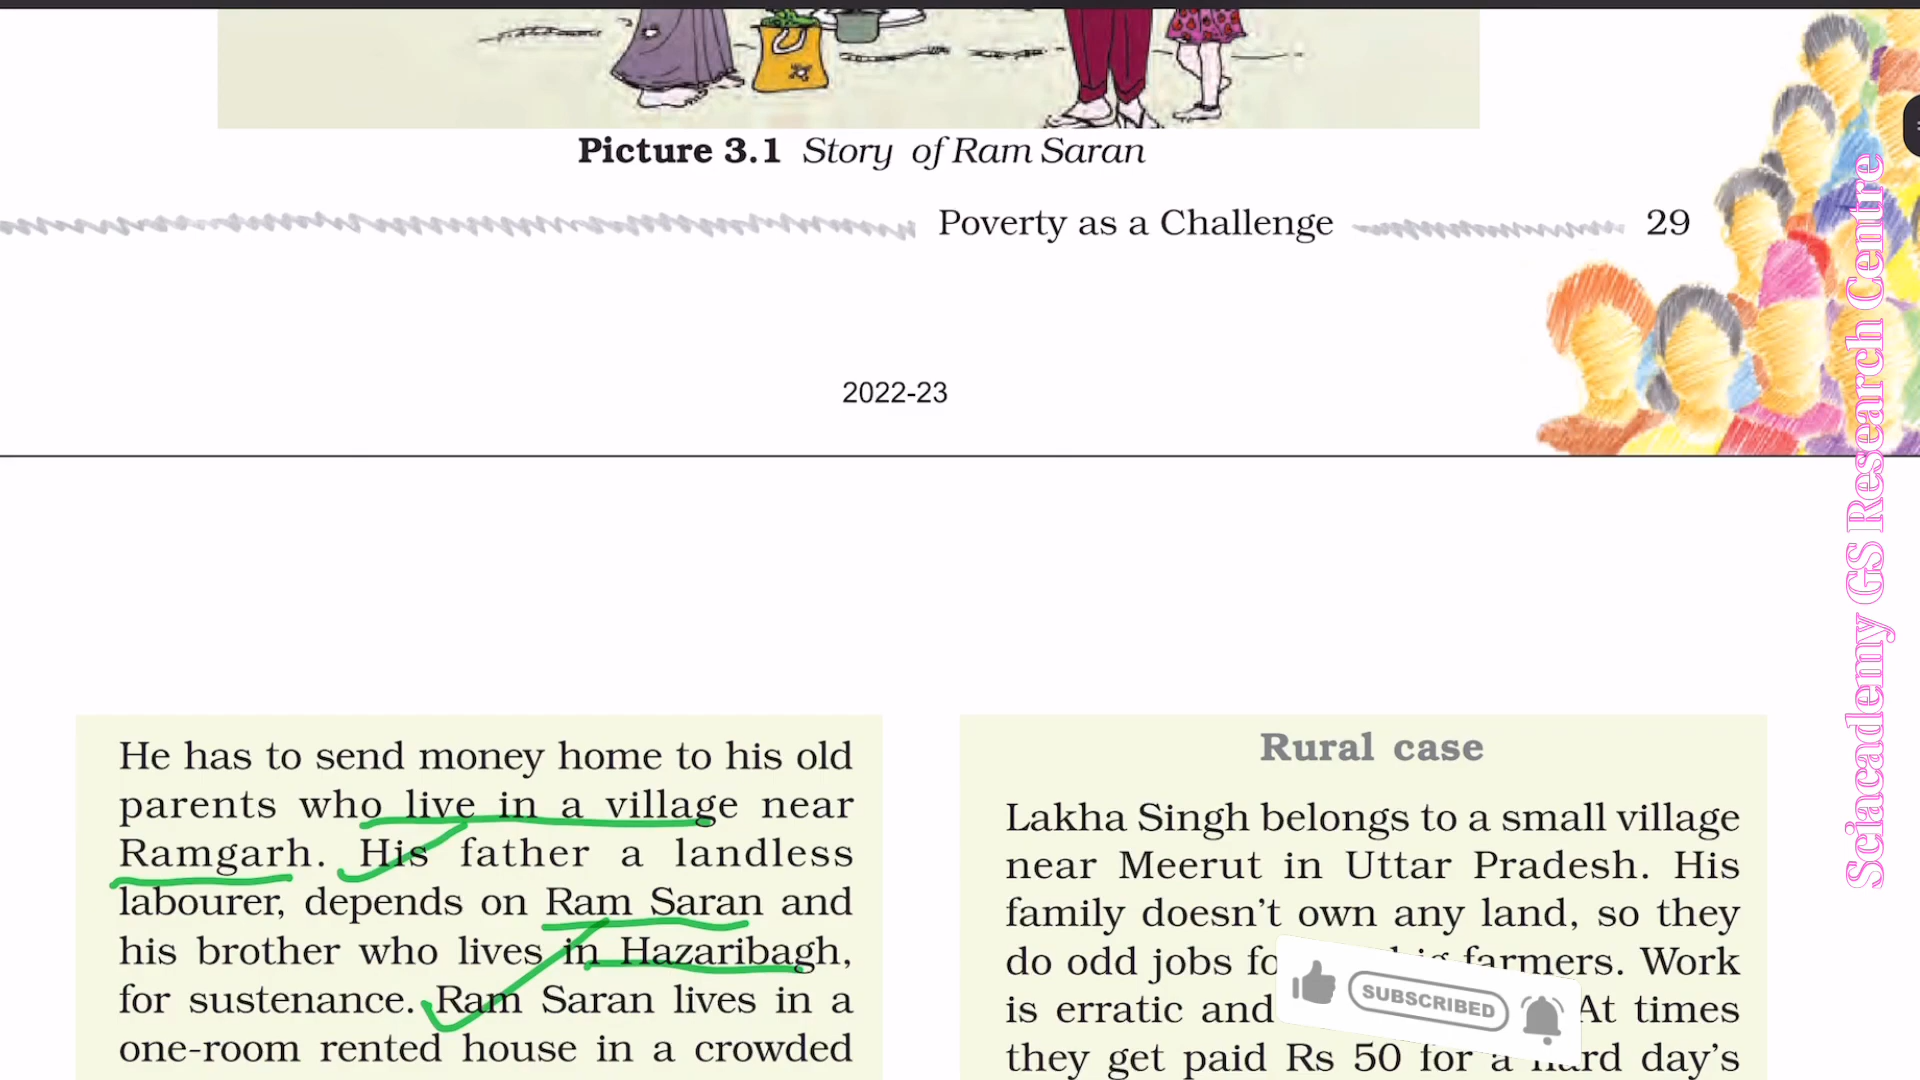 Picture 3.1 Story of Ram Saran
Poverty as a Challenge 29
2022-23
He has to send money home to his old
parents who live in a village near
Ramgarh. His father a landless
labourer, depends on Ram Saran and
his brother who lives in Hazaribagh,
for sustenance. Ram Saran lives in a
one-room rented house in a crowded
Rural case
Lakha Singh belongs to a small village
near Meerut in Uttar Pradesh. His
family doesn't own any land, so they
do odd jobs farmers. Work
is erratic and At times
they get paid Rs 50 for a day's
SUBSCRIBED
Sciacademy GS Research Centre